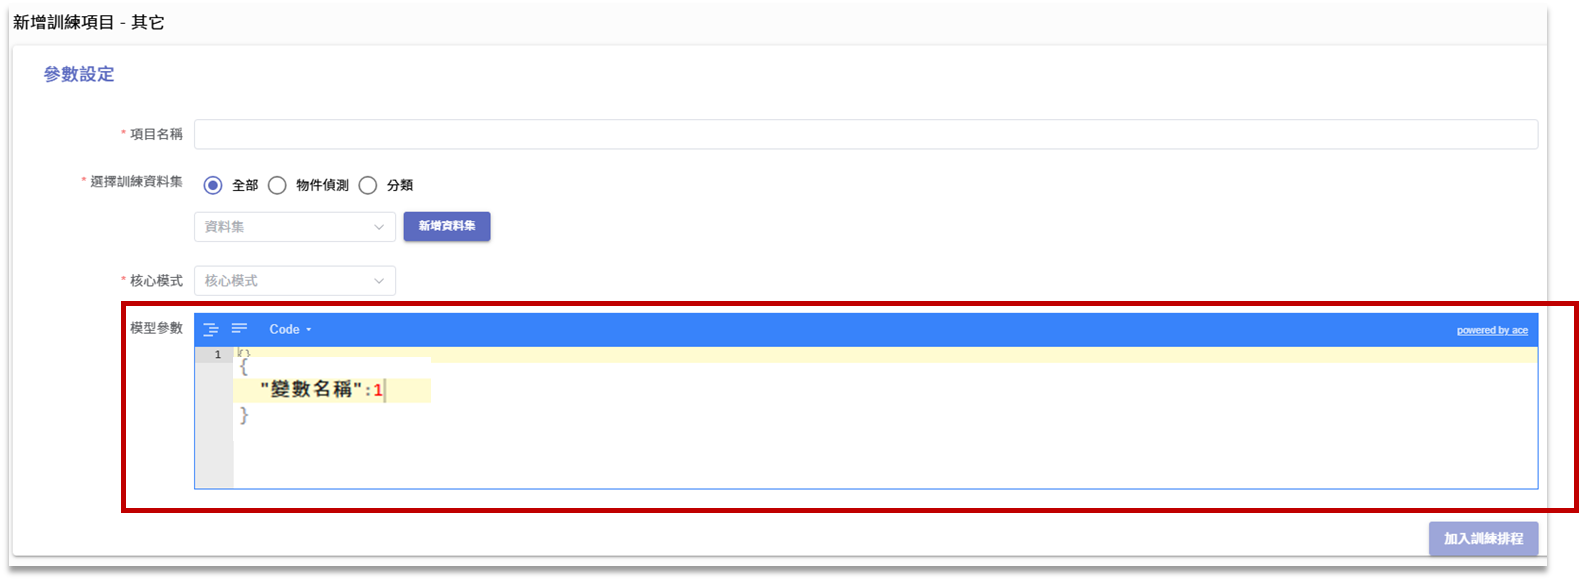 新增訓練項目 - 其它
參數設定
* 項目名稱
* 選擇訓練資料集
全部 物件偵測 分類
資料集 新增資料集
* 核心模式 核心模式
模型參數 Code powered by ace
1 {}
{
"變數名稱":1
}
加入訓練排程